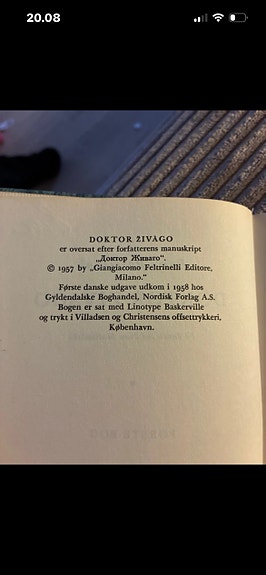 20.08
DOKTOR ŽIVÀGO
er oversat efter forfatterens manuskript
„Доктор Живаго“.
© 1957 by „Giangiacomo Feltrinelli Editore,
Milano.“
Første danske udgave udkom i 1958 hos
Gyldendalske Boghandel, Nordisk Forlag A.S.
Bogen er sat med Linotype Baskerville
og trykt i Villadsen og Christensens offsettrykkeri,
København.